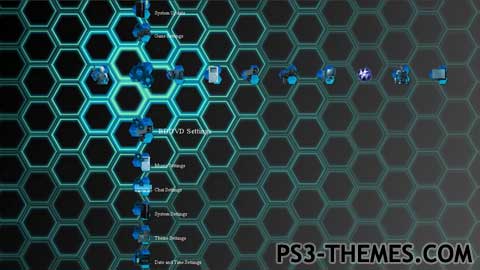 System Update
Game Settings
BD/DVD Settings
Music Settings
Chat Settings
System Settings
Theme Settings
Date and Time Settings
PS3-THEMES.COM